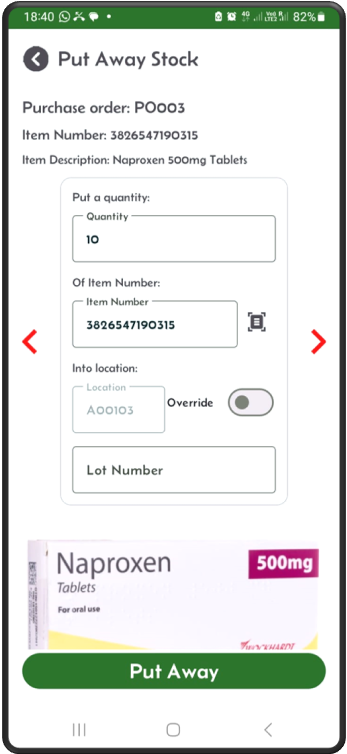 18:40 82%
Put Away Stock
Purchase order: PO003
Item Number: 3826547190315
Item Description: Naproxen 500mg Tablets
Put a quantity:
Quantity
10
Of Item Number:
Item Number
3826547190315
Into location:
Location
A00103
Override
Lot Number
Naproxen 500mg
Tablets
For oral use
WOCKHARDT
Put Away